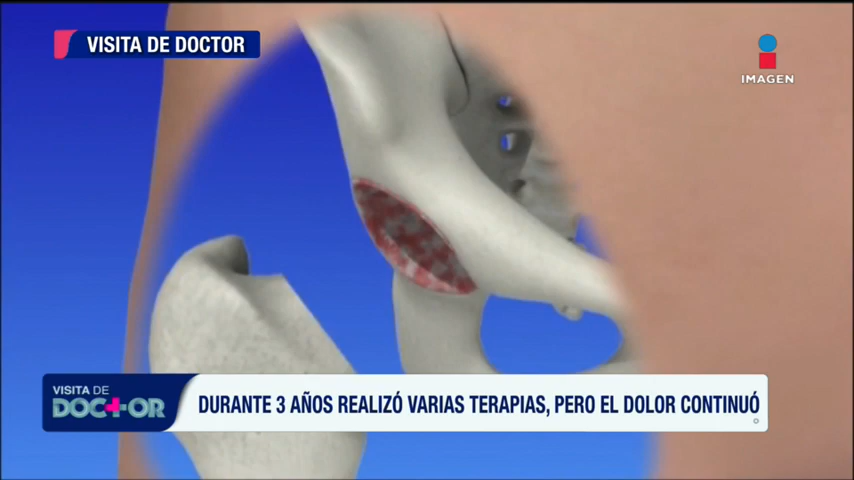 VISITA DE DOCTOR
IMAGEN
VISITA DE
DOCTOR
DURANTE 3 AÑOS REALIZÓ VARIAS TERAPIAS, PERO EL DOLOR CONTINUÓ